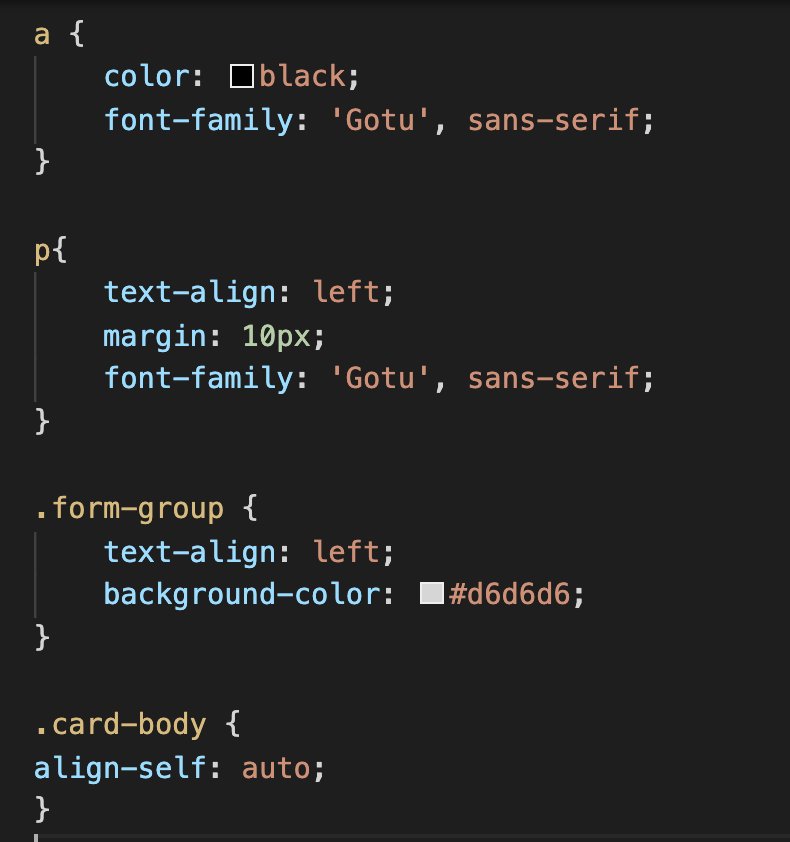 a {
    color: black;
    font-family: 'Gotu', sans-serif;
}
p{
    text-align: left;
    margin: 10px;
    font-family: 'Gotu', sans-serif;
}
.form-group {
    text-align: left;
    background-color: #d6d6d6;
}
.card-body {
align-self: auto;
}